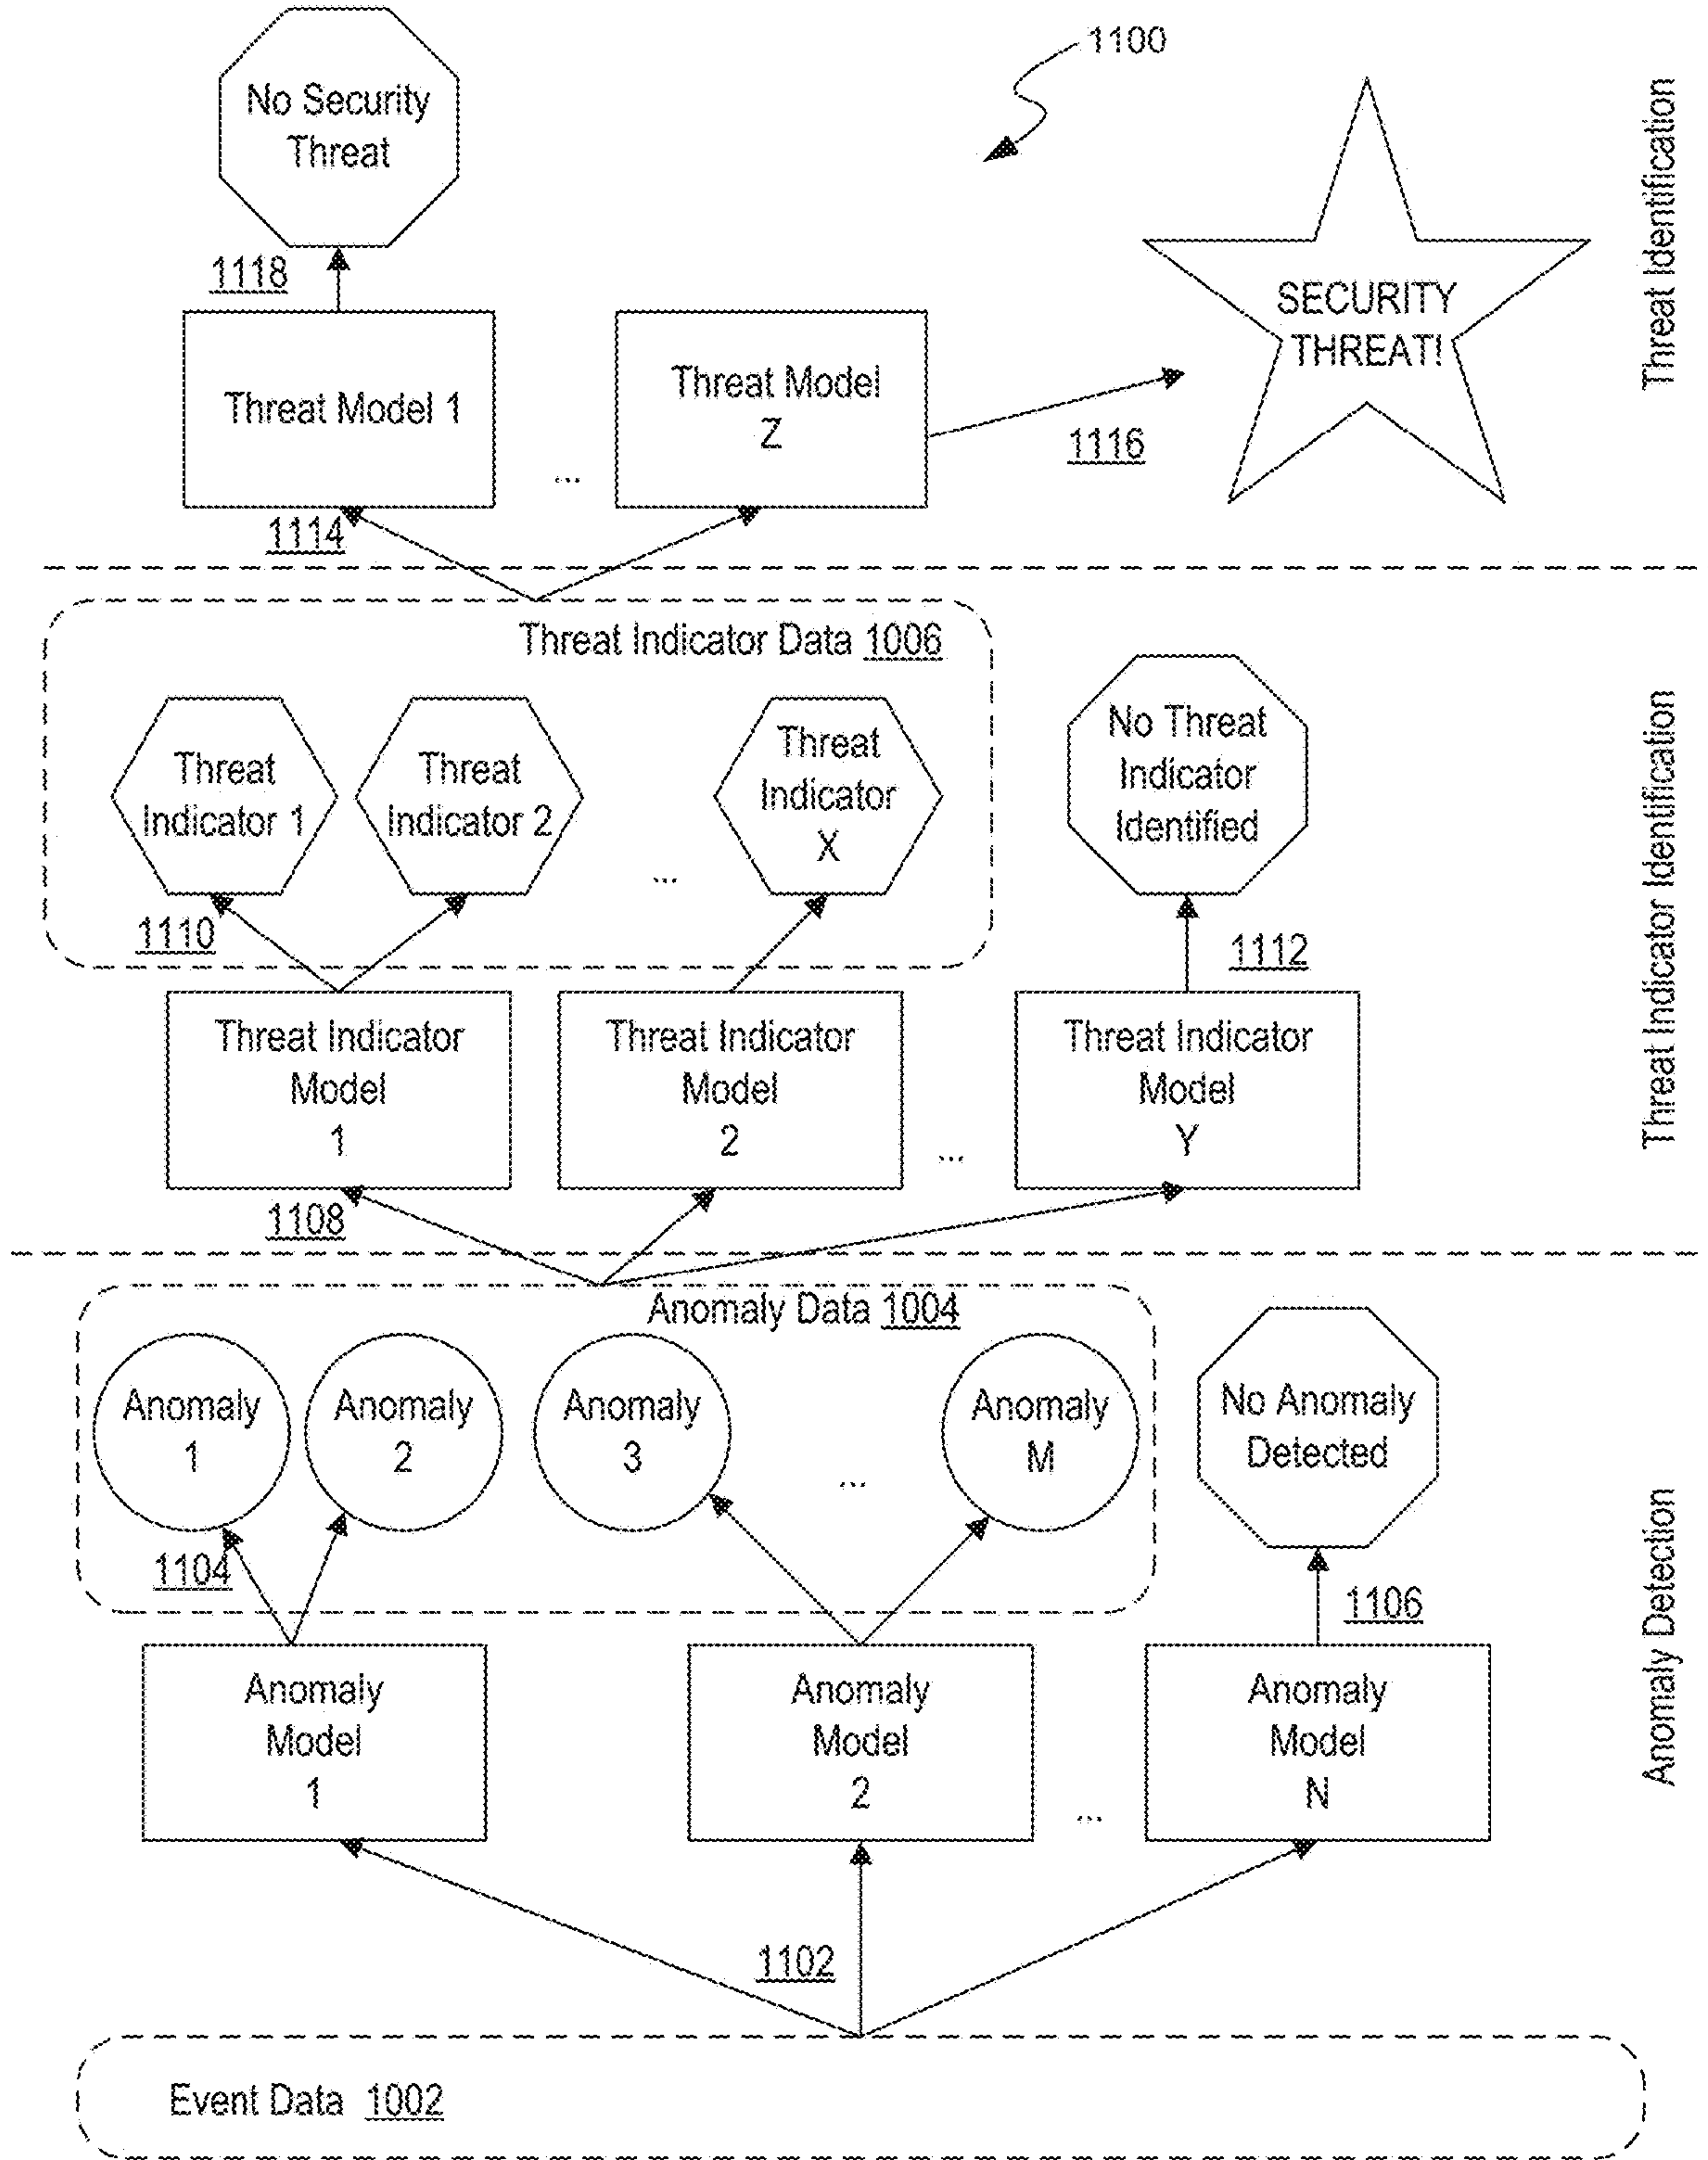 1100
No Security
Threat
SECURITY
THREAT!
Threat Identification
1118
Threat Model 1
Threat Model
Z
...
1116
1114
Threat Indicator Data 1006
Threat
Indicator 1
Threat
Indicator 2
...
Threat
Indicator
X
No Threat
Indicator
Identified
Threat Indicator Identification
1110
1112
Threat Indicator
Model
1
Threat Indicator
Model
2
...
Threat Indicator
Model
Y
1108
Anomaly Data 1004
Anomaly
1
Anomaly
2
Anomaly
3
...
Anomaly
M
No Anomaly
Detected
Anomaly Detection
1104
1106
Anomaly
Model
1
Anomaly
Model
2
...
Anomaly
Model
N
1102
Event Data 1002